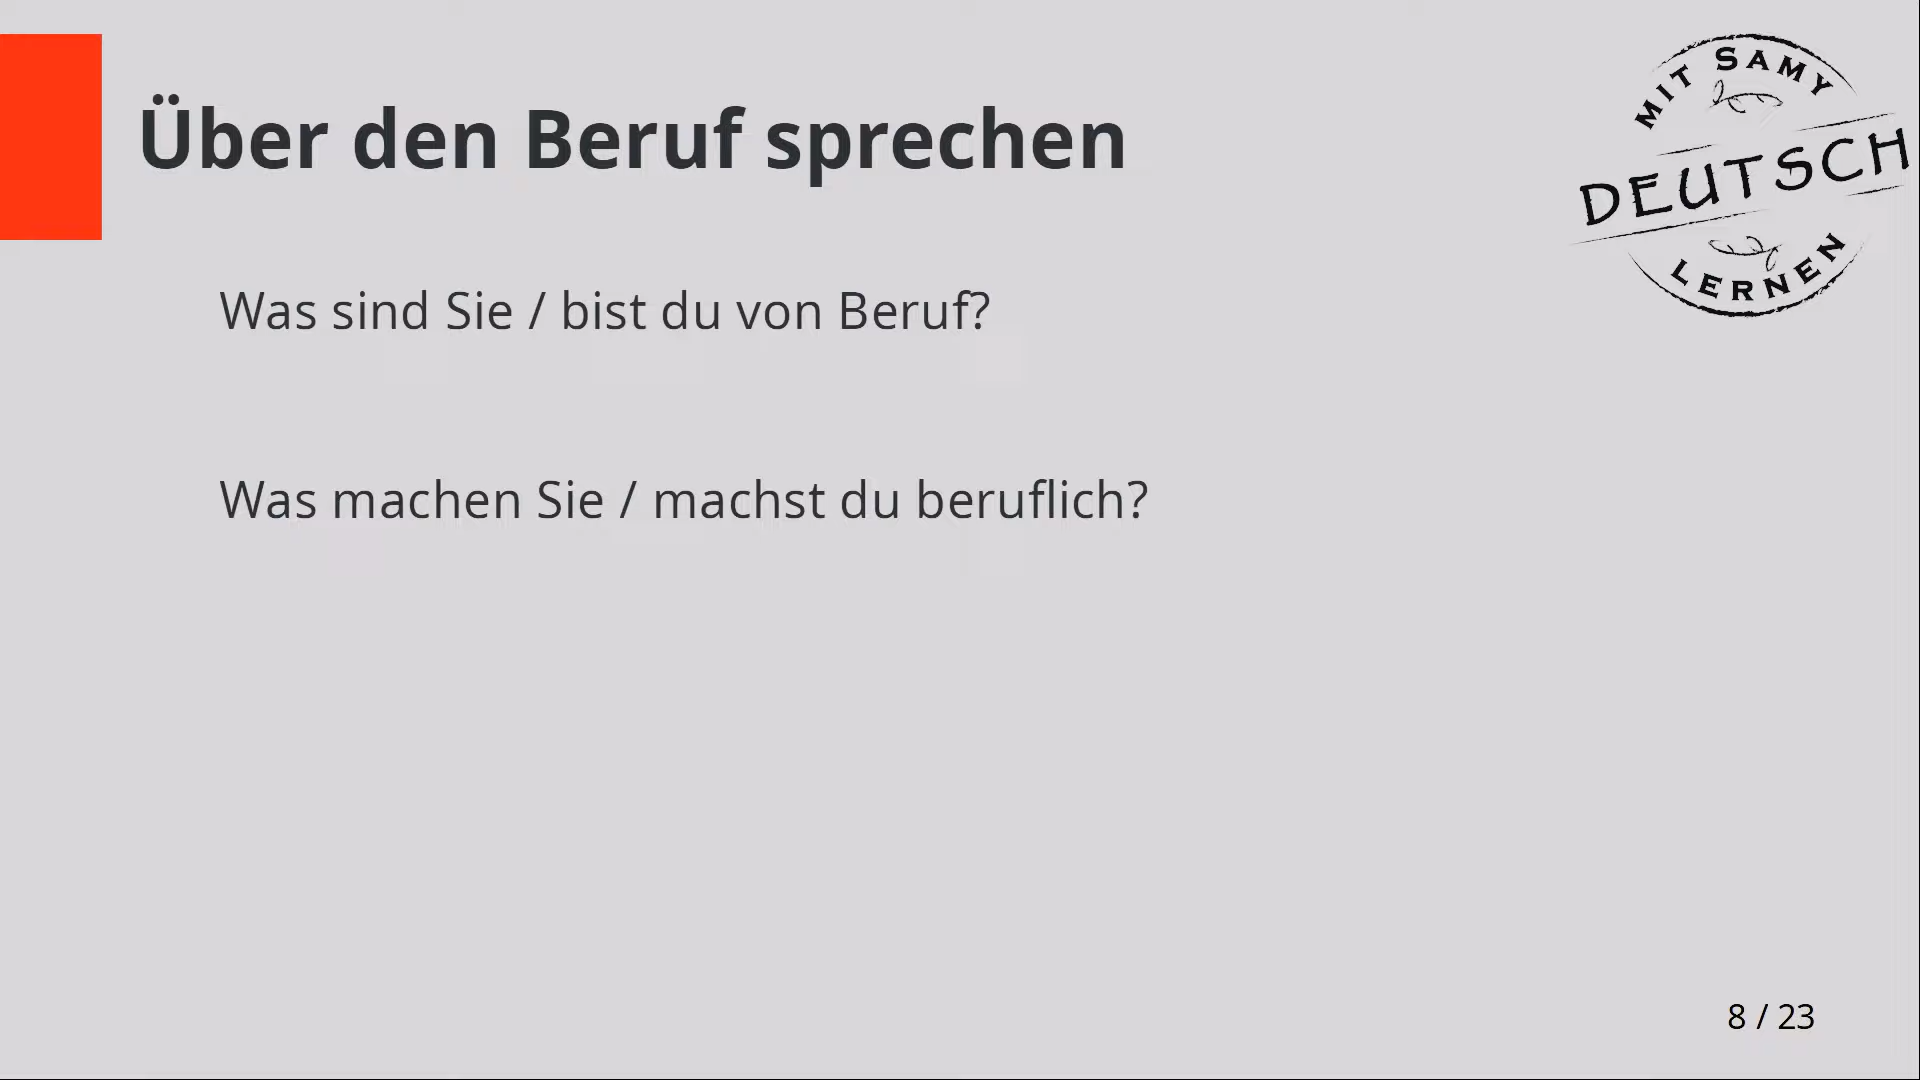 Über den Beruf sprechen
MIT SAMY
DEUTSCH
LERNEN
Was sind Sie / bist du von Beruf?
Was machen Sie / machst du beruflich?
8 / 23